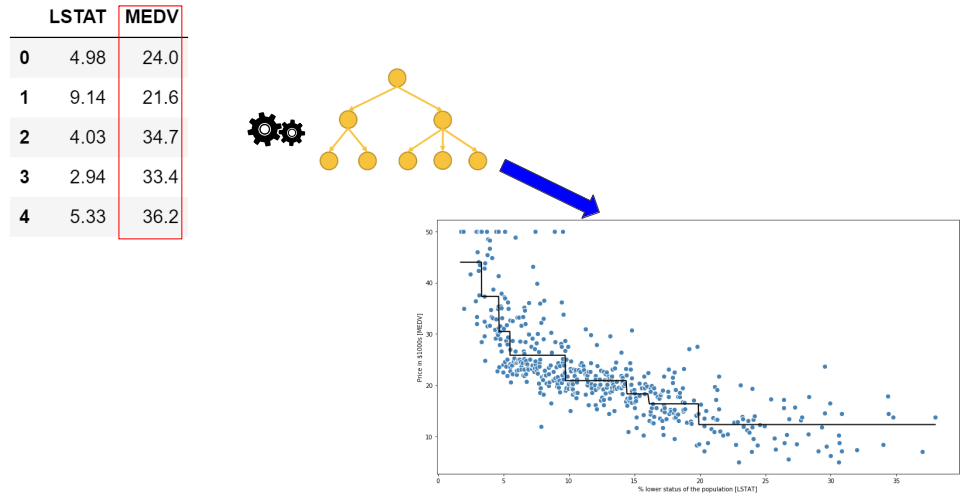 LSTAT MEDV
0 4.98 24.0
1 9.14 21.6
2 4.03 34.7
3 2.94 33.4
4 5.33 36.2
50
40
30
20
10
Price in $1000s [MEDV]
0 5 10 15 20 25 30 35
% lower status of the population [LSTAT]